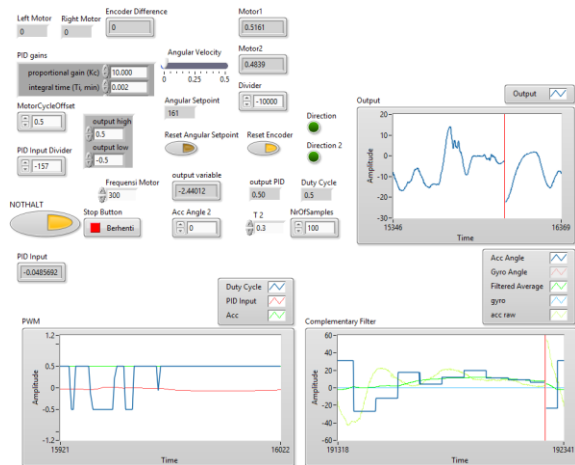 Left Motor
0
Right Motor
0
Encoder Difference
0
Motor1
0.5161
PID gains
proportional gain (Kc) 10.000
integral time (Ti, min) 0.002
Angular Velocity
0 0.25 0.5
Motor2
0.4839
Divider
-10000
MotorCycleOffset
0.5
output high
0.5
output low
-0.5
Angular Setpoint
161
Reset Angular Setpoint
Reset Encoder
Direction
Direction 2
PID Input Divider
-157
Frequensi Motor
300
output variable
-2.44012
output PID
0.50
Duty Cycle
0.5
NOTHALT
Stop Button
Berhenti
Acc Angle 2
0
T 2
0.3
NrOfSamples
100
PID Input
-0.0485692
Output
Output
Amplitude
20
10
0
-10
-20
-30
15346 16369
Time
Duty Cycle
PID Input
Acc
PWM
Amplitude
1.2
0.5
0
-0.5
-1.2
15921 16022
Time
Acc Angle
Gyro Angle
Filtered Average
gyro
acc raw
Complementary Filter
Amplitude
60
40
20
0
-20
-40
-60
191318 192341
Time